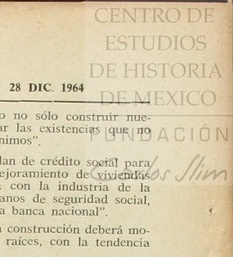 CENTRO DE
ESTUDIOS
DE HISTORIA
DE MEXICO
FUNDACIÓN
Carlos Slim
28 DIC. 1964
o no sólo construir nue-
ar las existencias que no
nimos".
lan de crédito social para
ejoramiento de viviendas
con la industria de la
anos de seguridad social,
a banca nacional".
a construcción deberá mo-
raíces, con la tendencia